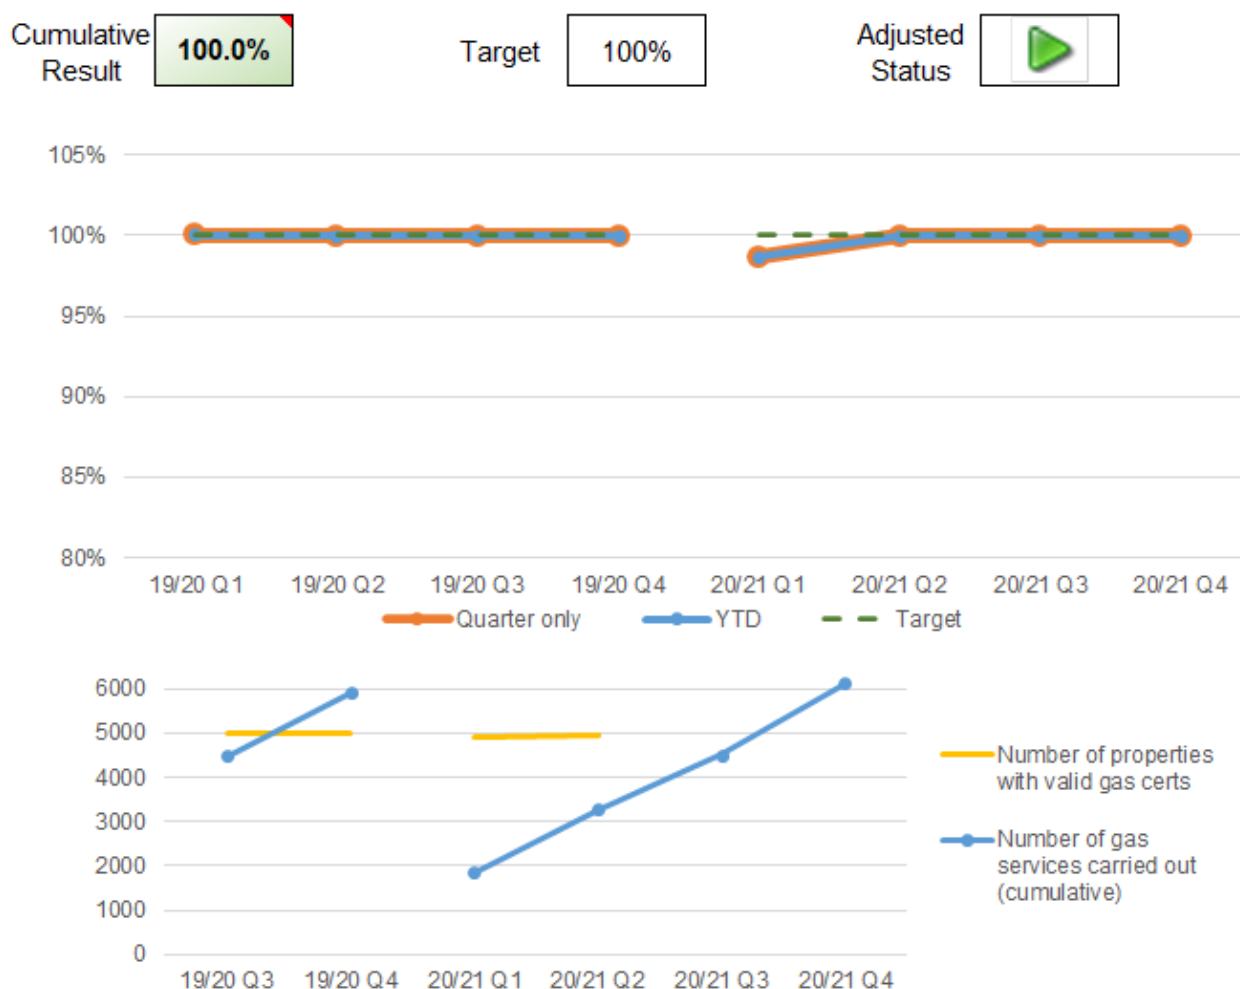 Cumulative
Result
100.0%
Target
100%
Adjusted
Status
105%
100%
95%
90%
85%
80%
19/20 Q1 19/20 Q2 19/20 Q3 19/20 Q4 20/21 Q1 20/21 Q2 20/21 Q3 20/21 Q4
Quarter only YTD Target
6000
5000
4000
3000
2000
1000
0
19/20 Q3 19/20 Q4 20/21 Q1 20/21 Q2 20/21 Q3 20/21 Q4
Number of properties
with valid gas certs
Number of gas
services carried out
(cumulative)